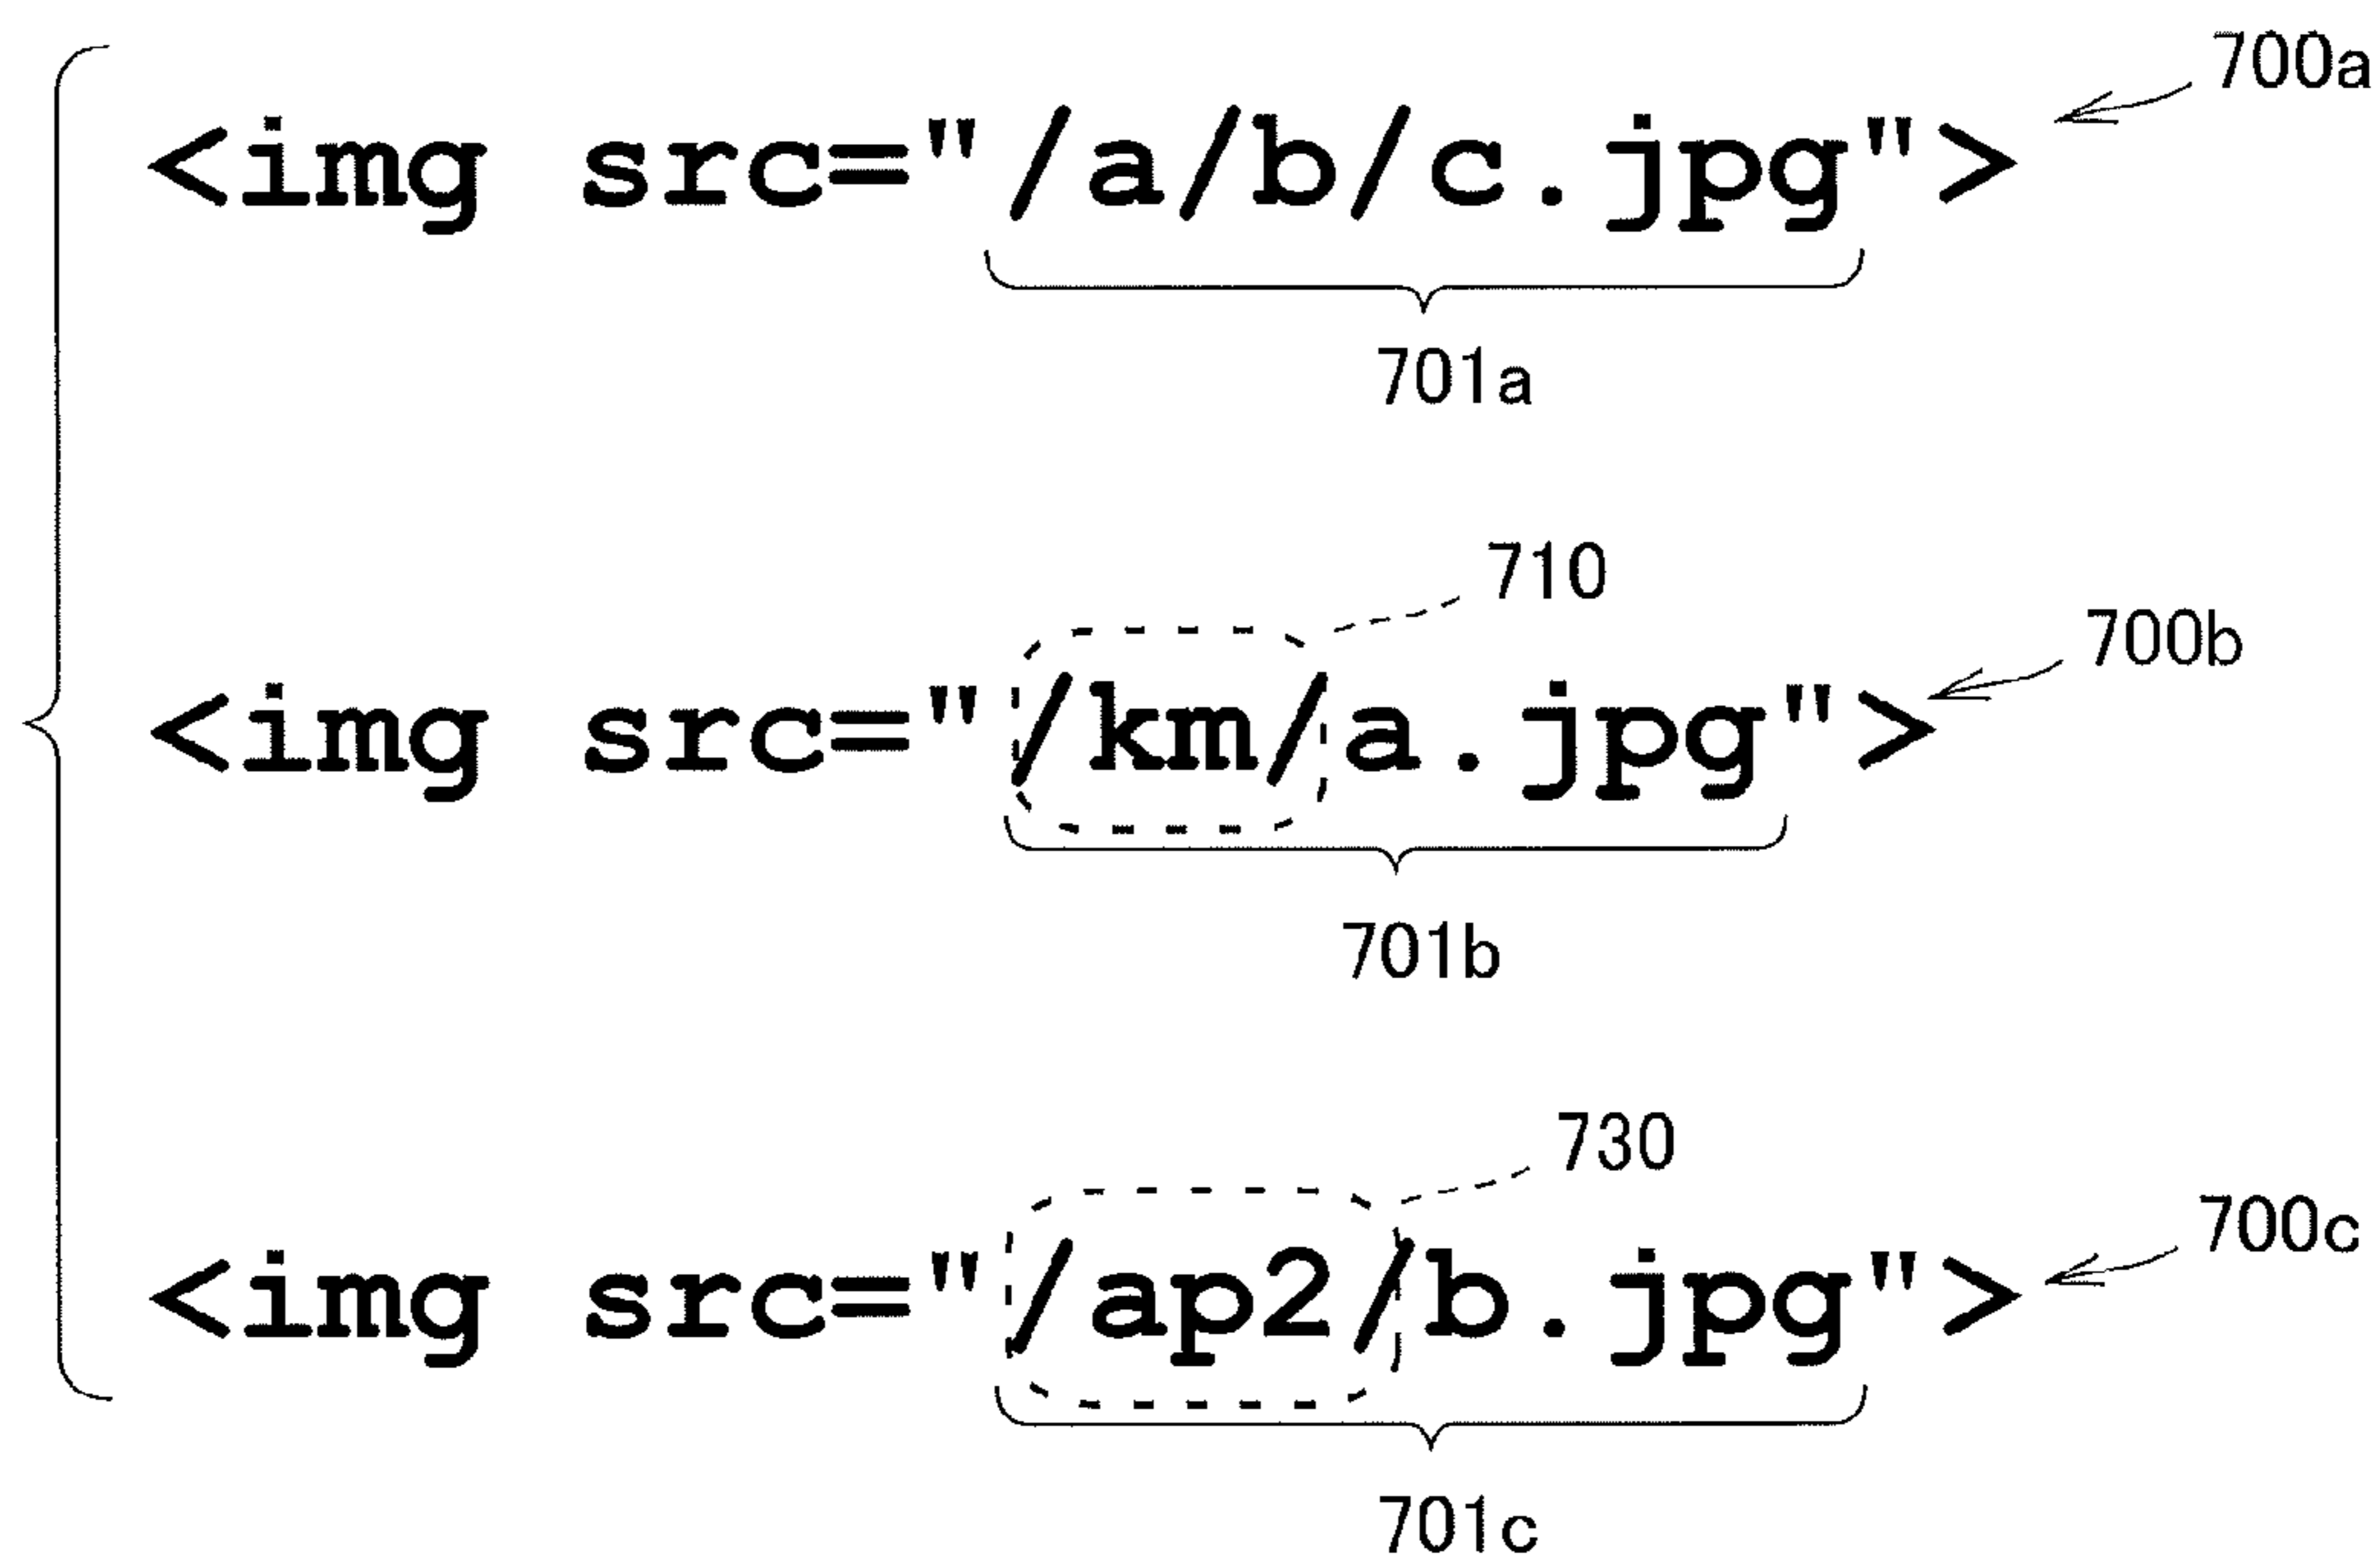 700a
<img src="/a/b/c.jpg">
701a
710
700b
<img src="/km/a.jpg">
701b
730
700c
<img src="/ap2/b.jpg">
701c